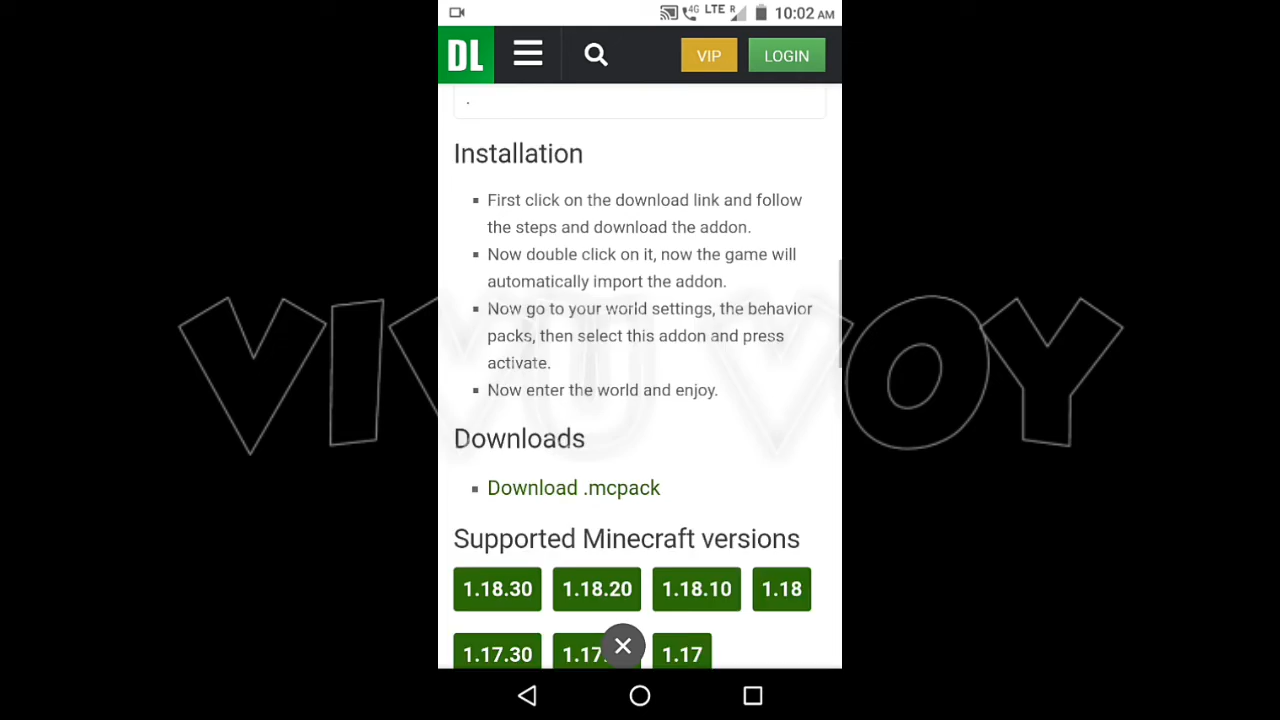 4G LTE R 10:02 AM
DL VIP LOGIN
.
Installation
▪ First click on the download link and follow
the steps and download the addon.
▪ Now double click on it, now the game will
automatically import the addon.
▪ Now go to your world settings, the behavior
packs, then select this addon and press
activate.
▪ Now enter the world and enjoy.
VIVU VOY
Downloads
▪ Download .mcpack
Supported Minecraft versions
1.18.30 1.18.20 1.18.10 1.18
1.17.30 1.17. 1.17